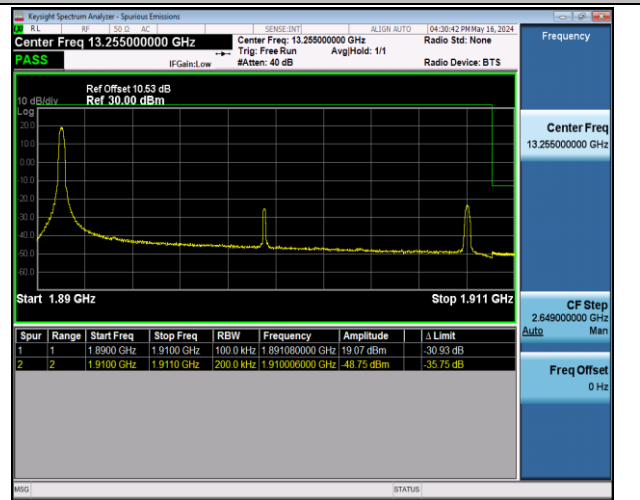 Keysight Spectrum Analyzer - Spurious Emissions
RL RF 50 Ω AC SENSE:INT ALIGN AUTO 04:30:42 PM May 16, 2024
Center Freq 13.255000000 GHz
Center Freq: 13.255000000 GHz
Radio Std: None
Trig: Free Run Avg|Hold: 1/1
PASS
IFGain:Low
#Atten: 40 dB
Radio Device: BTS
Ref Offset 10.53 dB
10 dB/div Ref 30.00 dBm
Log
20.0
10.0
0.00
-10.0
-20.0
-30.0
-40.0
-50.0
-60.0
Start 1.89 GHz Stop 1.911 GHz
Spur Range Start Freq Stop Freq RBW Frequency Amplitude Δ Limit
1 1 1.8900 GHz 1.9100 GHz 100.0 kHz 1.891080000 GHz 19.07 dBm -30.93 dB
2 2 1.9100 GHz 1.9110 GHz 200.0 kHz 1.910006000 GHz -48.75 dBm -35.75 dB
Frequency
Center Freq
13.255000000 GHz
CF Step
2.649000000 GHz
Auto Man
Freq Offset
0 Hz
MSG STATUS